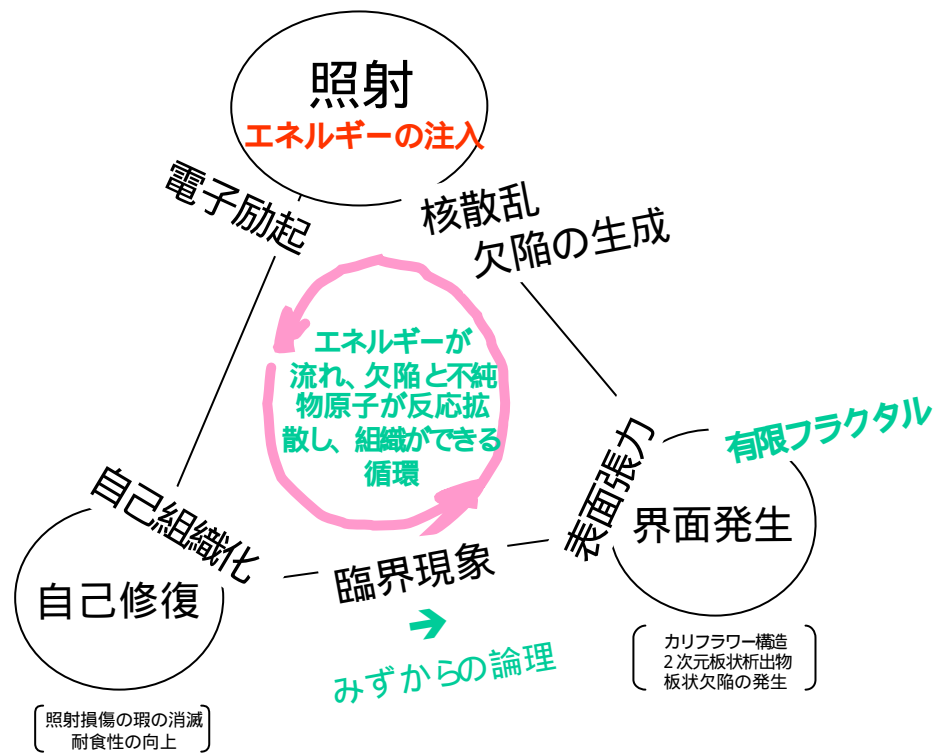 照射
エネルギーの注入
電子励起
核散乱
欠陥の生成
エネルギーが
流れ、欠陥と不純
物原子が反応拡
散し、組織ができる
循環
有限フラクタル
表面張力
界面発生
自己組織化
臨界現象
自己修復
みずからの論理
カリフラワー構造
2次元板状析出物
板状欠陥の発生
照射損傷の瑕の消滅
耐食性の向上